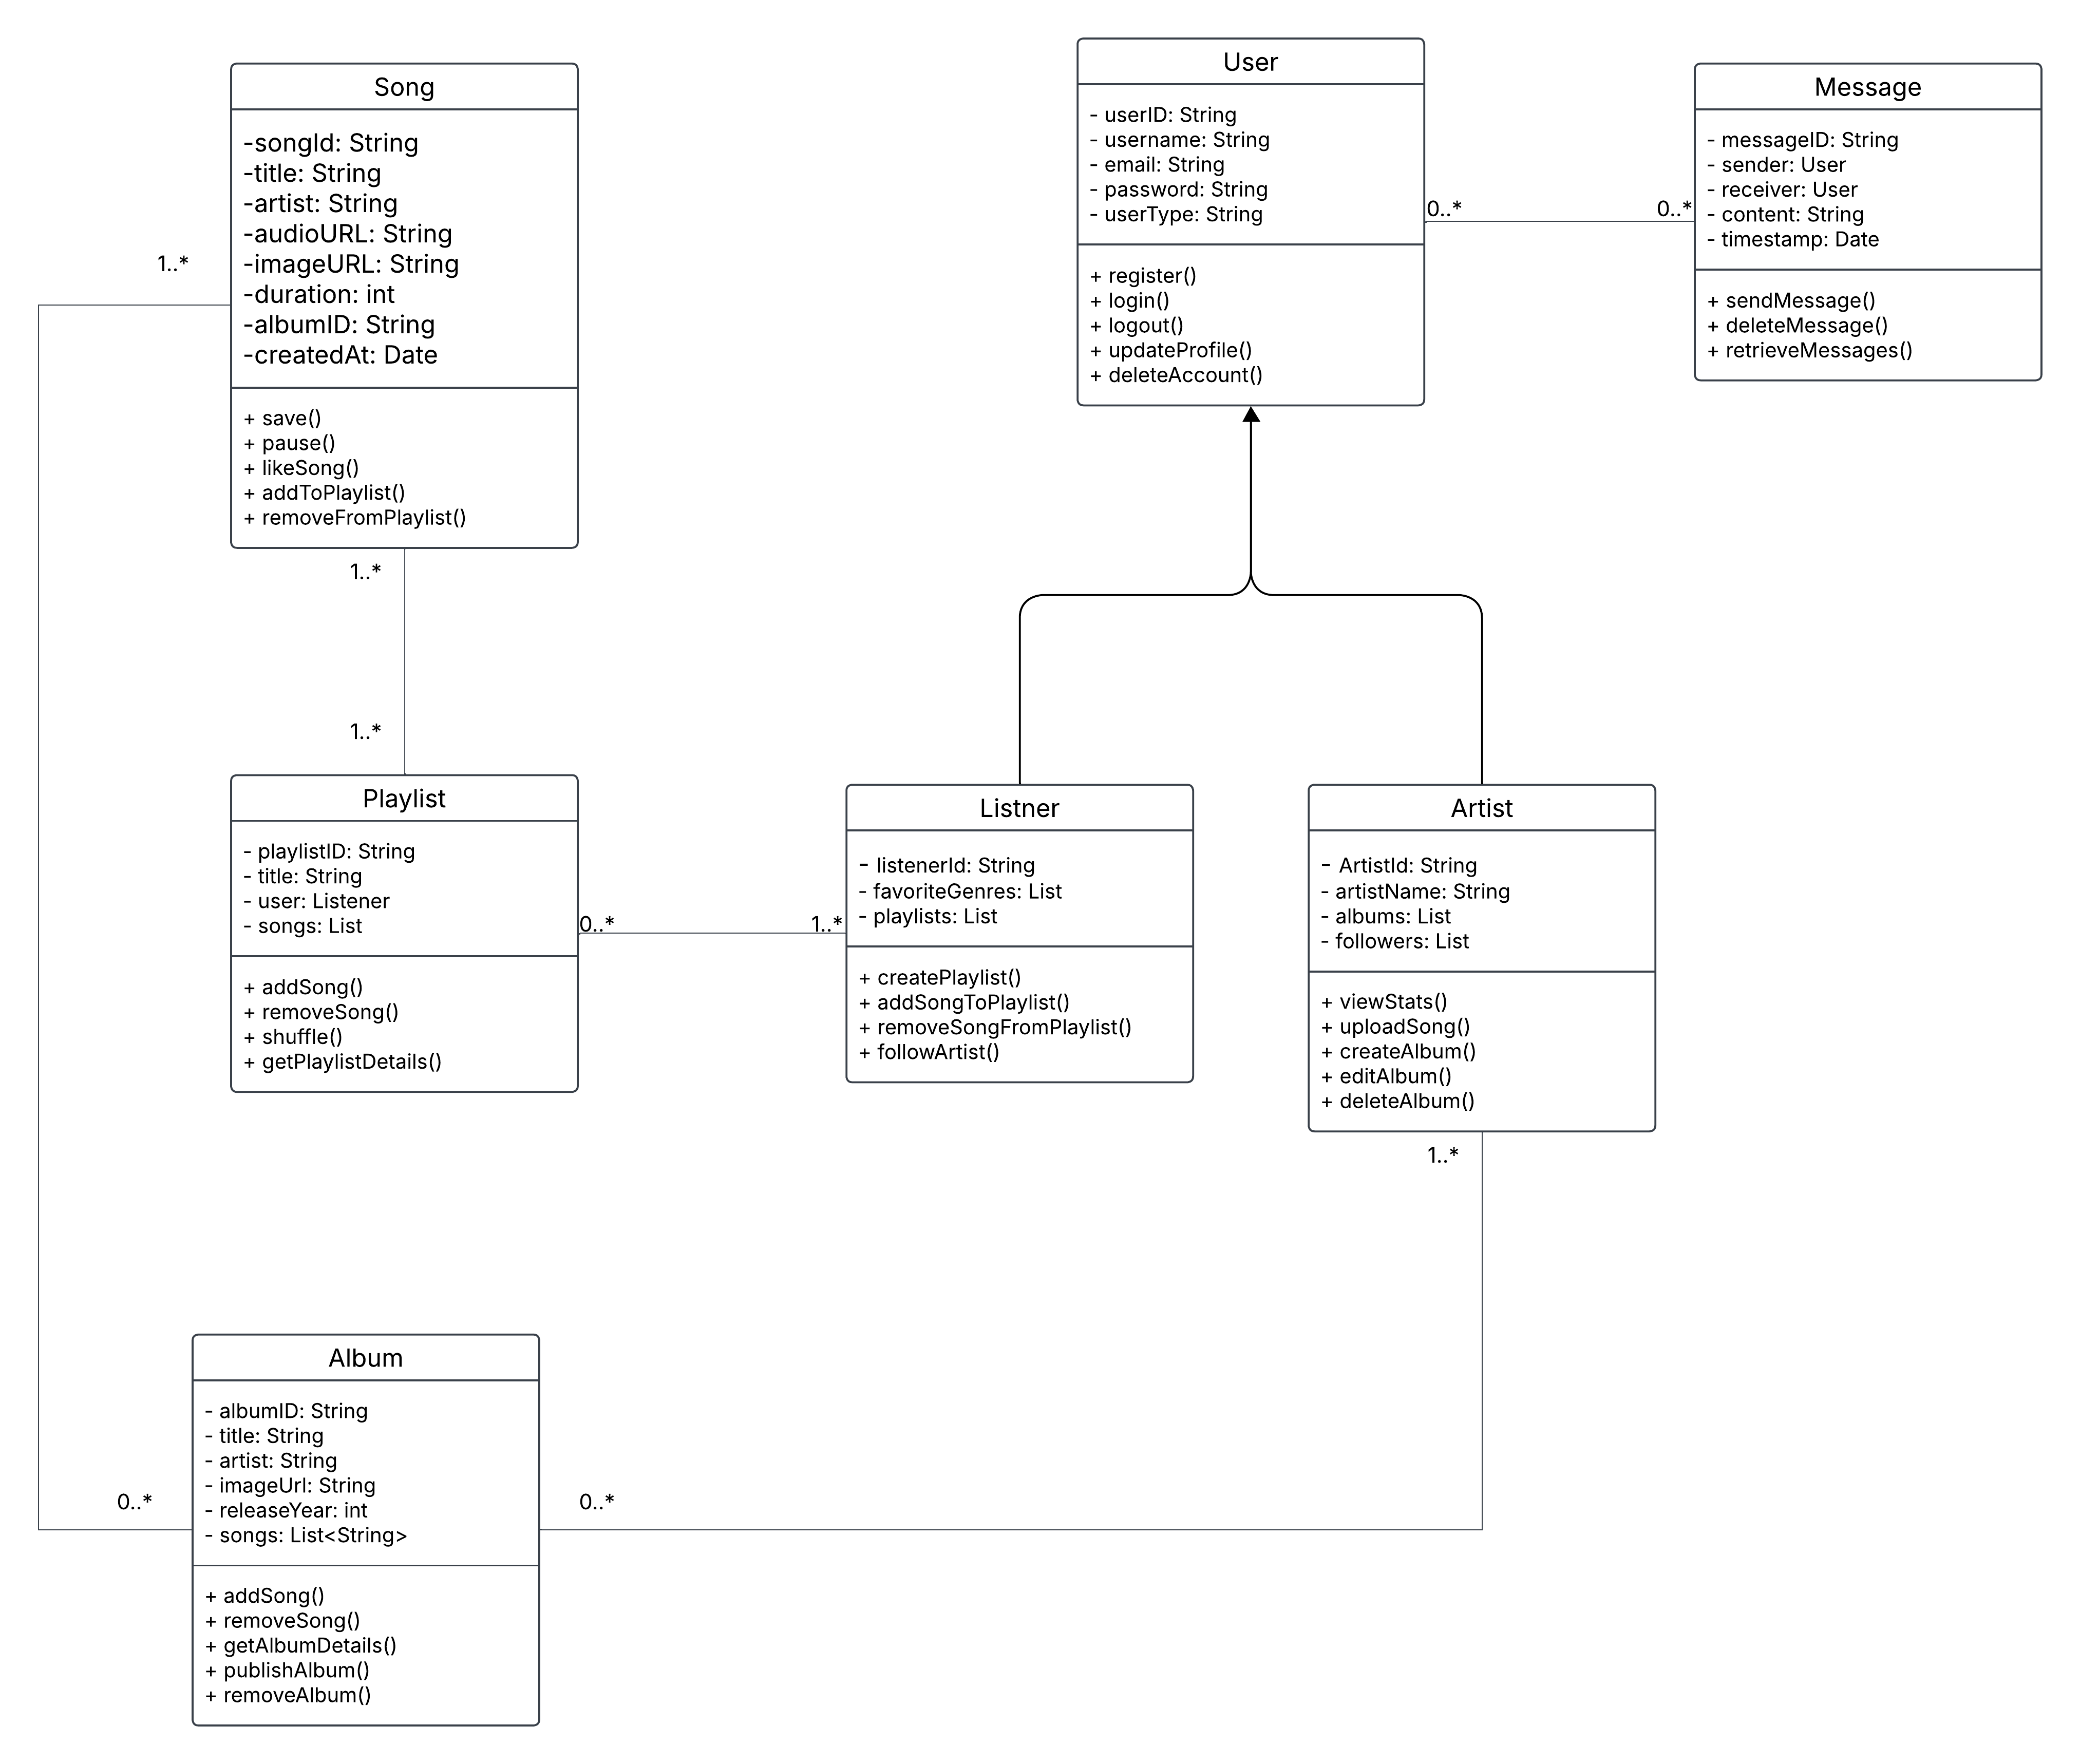 Song
-songId: String
-title: String
-artist: String
-audioURL: String
-imageURL: String
-duration: int
-albumID: String
-createdAt: Date
+ save()
+ pause()
+ likeSong()
+ addToPlaylist()
+ removeFromPlaylist()
1..*
1..*
1..*
User
- userID: String
- username: String
- email: String
- password: String
- userType: String
+ register()
+ login()
+ logout()
+ updateProfile()
+ deleteAccount()
0..*
0..*
Message
- messageID: String
- sender: User
- receiver: User
- content: String
- timestamp: Date
+ sendMessage()
+ deleteMessage()
+ retrieveMessages()
Playlist
- playlistID: String
- title: String
- user: Listener
- songs: List
+ addSong()
+ removeSong()
+ shuffle()
+ getPlaylistDetails()
0..*
1..*
Listner
- listenerId: String
- favoriteGenres: List
- playlists: List
+ createPlaylist()
+ addSongToPlaylist()
+ removeSongFromPlaylist()
+ followArtist()
Artist
- ArtistId: String
- artistName: String
- albums: List
- followers: List
+ viewStats()
+ uploadSong()
+ createAlbum()
+ editAlbum()
+ deleteAlbum()
1..*
Album
- albumID: String
- title: String
- artist: String
- imageUrl: String
- releaseYear: int
- songs: List<String>
+ addSong()
+ removeSong()
+ getAlbumDetails()
+ publishAlbum()
+ removeAlbum()
0..*
0..*